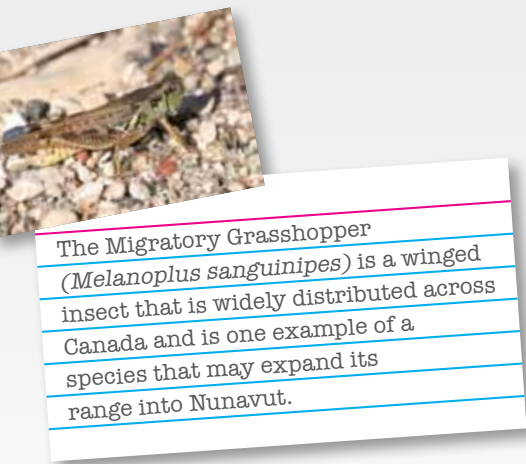 The Migratory Grasshopper
(Melanoplus sanguinipes) is a winged
insect that is widely distributed across
Canada and is one example of a
species that may expand its
range into Nunavut.